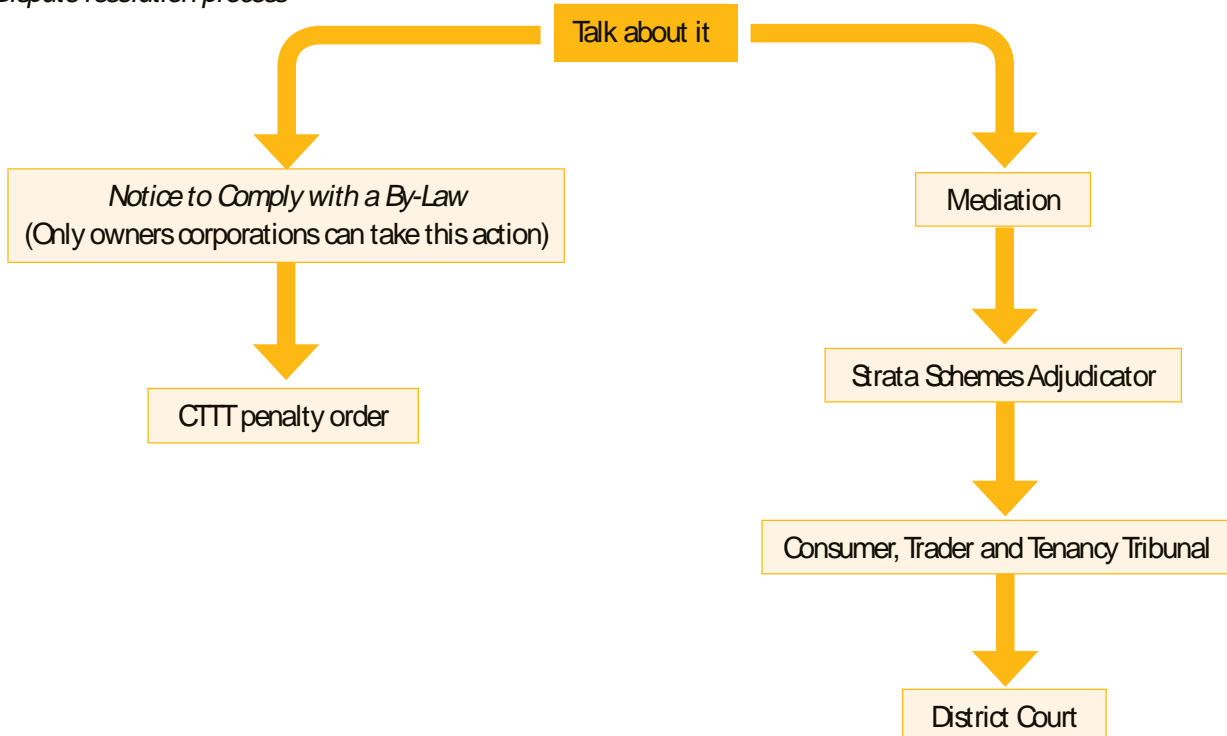 Dispute resolution process
Talk about it
Notice to Comply with a By-Law
(Only owners corporations can take this action)
Mediation
Strata Schemes Adjudicator
CTTT penalty order
Consumer, Trader and Tenancy Tribunal
District Court